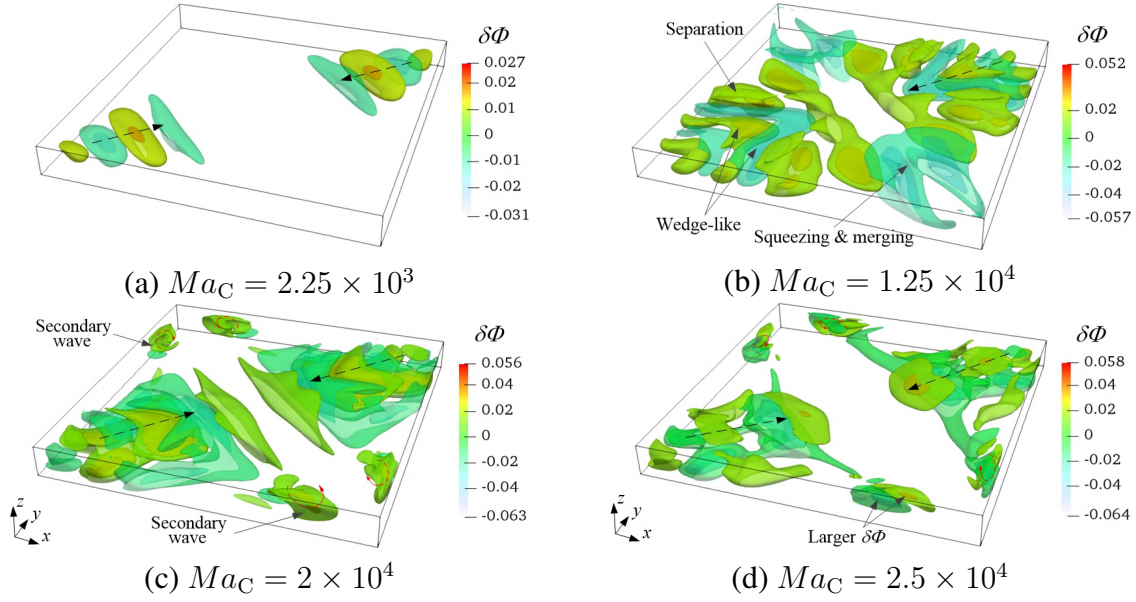 δΦ
0.027
0.02
0.01
0
-0.01
-0.02
-0.031
(a) Ma_C = 2.25 × 10^3
Separation
Wedge-like
Squeezing & merging
δΦ
0.052
0.02
0
-0.02
-0.04
-0.057
(b) Ma_C = 1.25 × 10^4
Secondary
wave
Secondary
wave
z
y
x
δΦ
0.056
0.04
0.02
0
-0.02
-0.04
-0.063
(c) Ma_C = 2 × 10^4
Larger δΦ
z
y
x
δΦ
0.058
0.04
0.02
0
-0.02
-0.04
-0.064
(d) Ma_C = 2.5 × 10^4